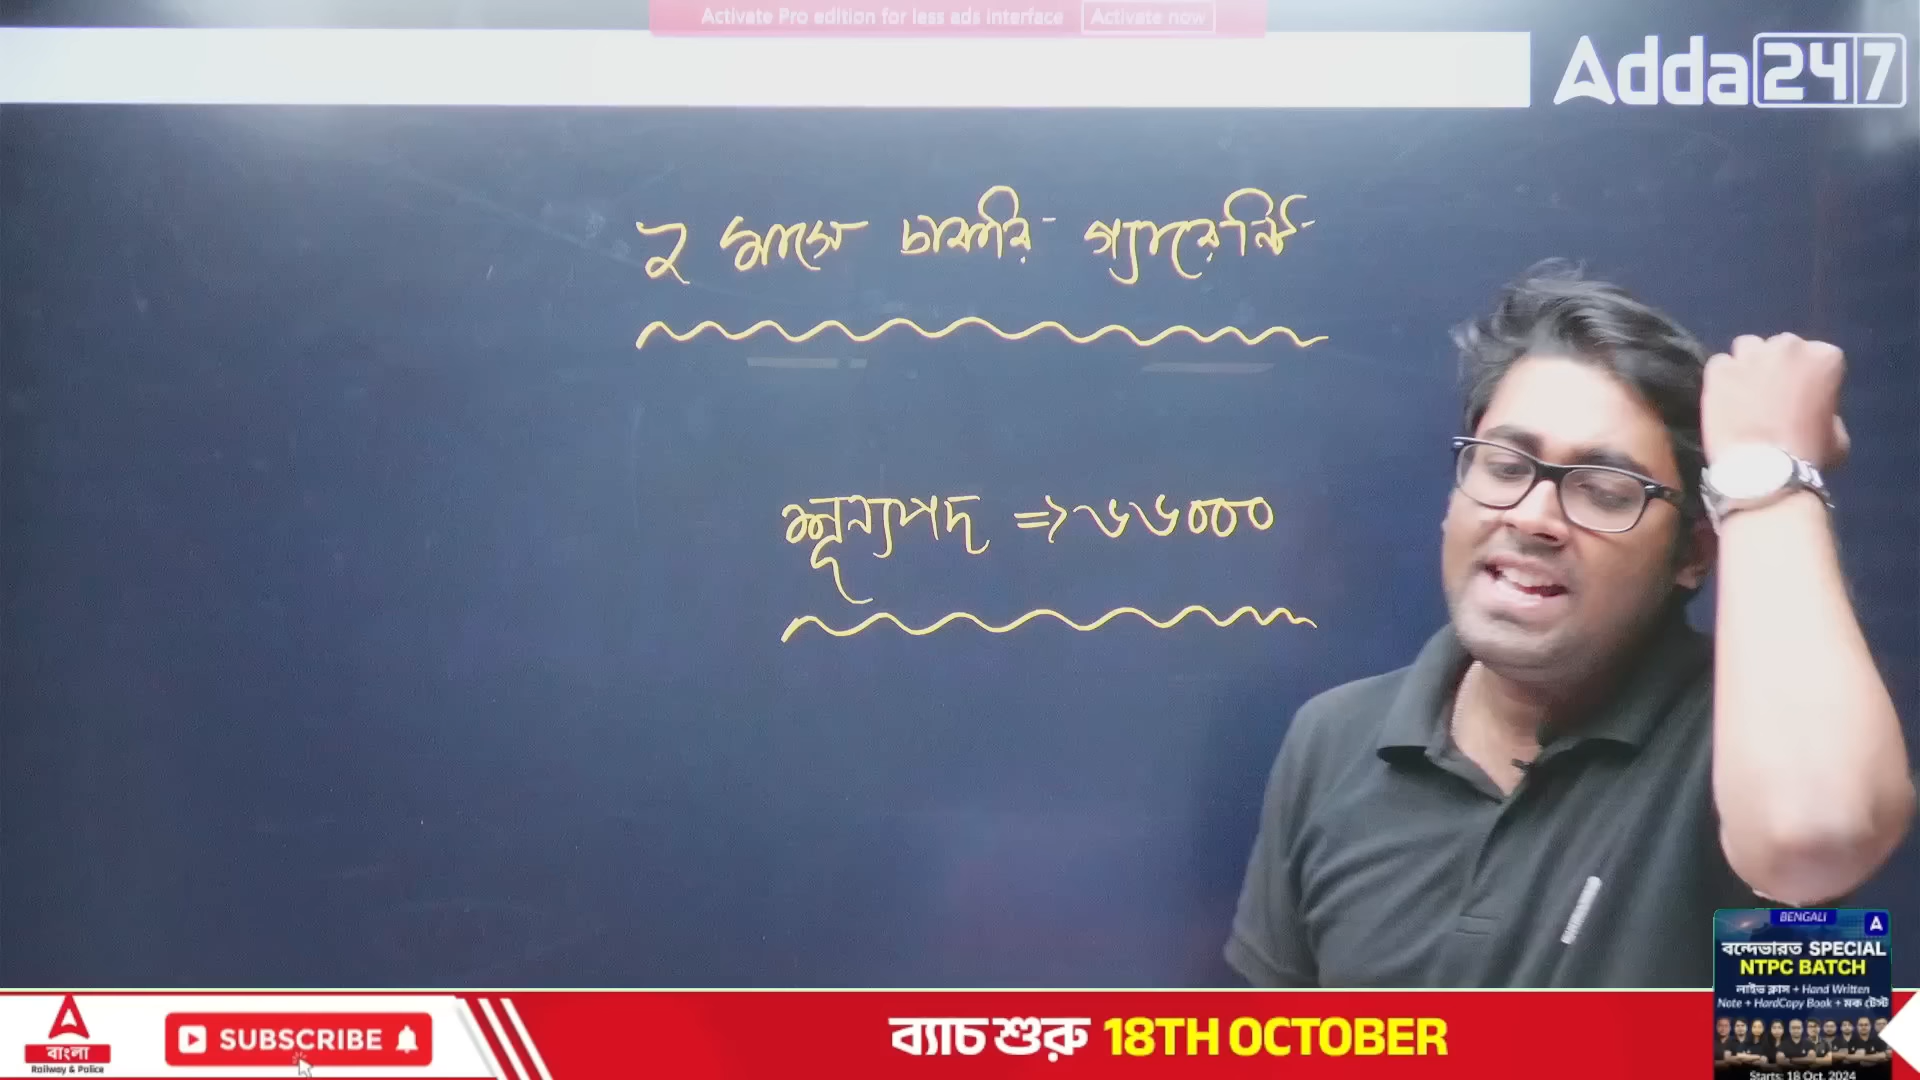 Activate Pro edition for less ads interface Activate now
Adda247
২ মাসে চাকরির গ্যারেন্টি
শূন্যপদ => ৬৬০০০
BENGALI A
বন্দেভারত SPECIAL
NTPC BATCH
লাইভ ক্লাস + Hand Written
Note + HardCopy Book + মক টেস্ট
Starts: 18 Oct, 2024
বাংলা
Railway & Police
SUBSCRIBE
ব্যাচ শুরু 18TH OCTOBER